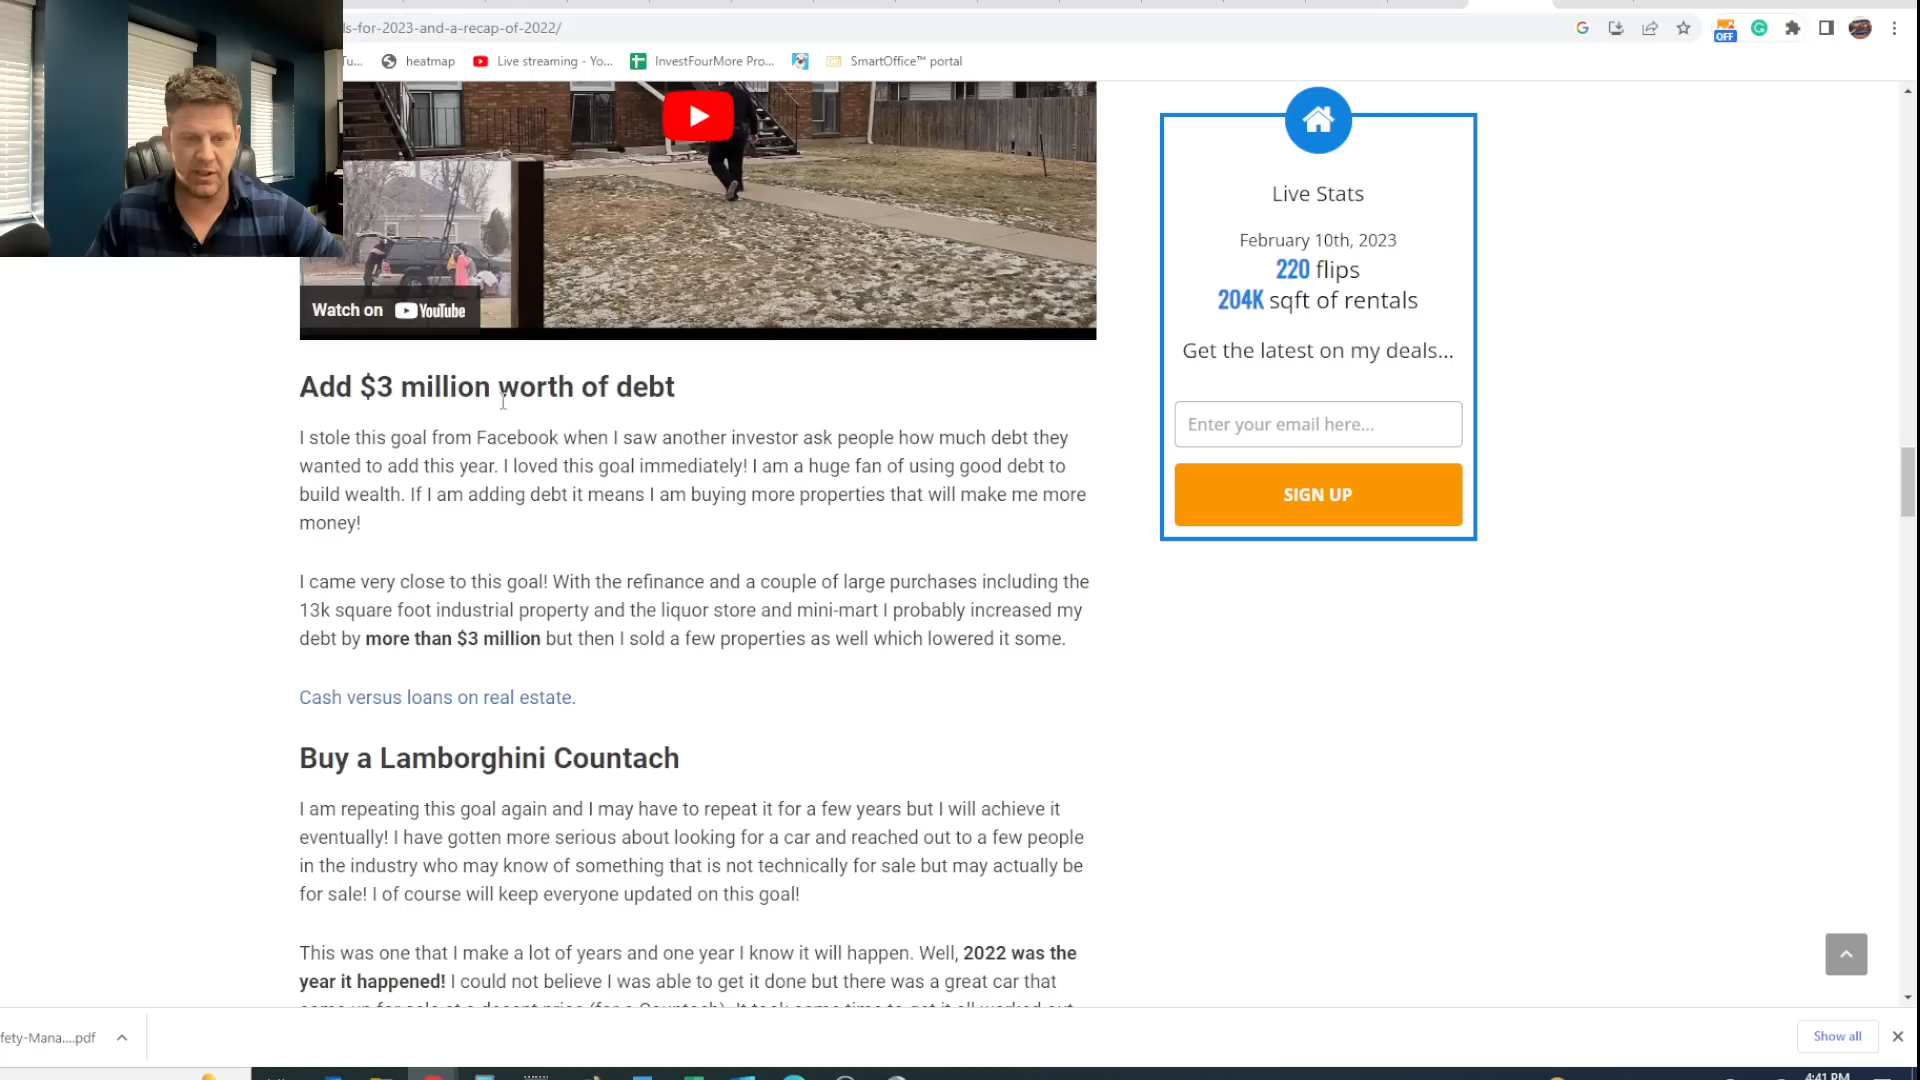 ls-for-2023-and-a-recap-of-2022/
Tu...
heatmap
Live streaming - Yo...
InvestFourMore Pro...
SmartOffice™ portal
OFF
Watch on YouTube
Add $3 million worth of debt
I stole this goal from Facebook when I saw another investor ask people how much debt they
wanted to add this year. I loved this goal immediately! I am a huge fan of using good debt to
build wealth. If I am adding debt it means I am buying more properties that will make me more
money!
I came very close to this goal! With the refinance and a couple of large purchases including the
13k square foot industrial property and the liquor store and mini-mart I probably increased my
debt by more than $3 million but then I sold a few properties as well which lowered it some.
Cash versus loans on real estate.
Buy a Lamborghini Countach
I am repeating this goal again and I may have to repeat it for a few years but I will achieve it
eventually! I have gotten more serious about looking for a car and reached out to a few people
in the industry who may know of something that is not technically for sale but may actually be
for sale! I of course will keep everyone updated on this goal!
This was one that I make a lot of years and one year I know it will happen. Well, 2022 was the
year it happened! I could not believe I was able to get it done but there was a great car that
Live Stats
February 10th, 2023
220 flips
204K sqft of rentals
Get the latest on my deals...
Enter your email here...
SIGN UP
fety-Mana....pdf
Show all
4:41 PM